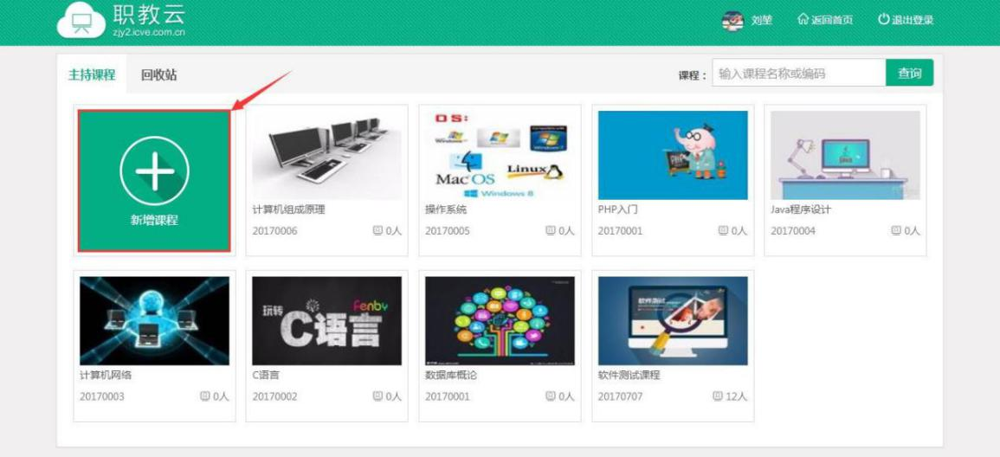 职教云
zjy2.icve.com.cn
刘堃
返回首页
退出登录
主持课程
回收站
课程：
输入课程名称或编码
查询
新增课程
OS:
Windows
Mac OS
Linux
Windows 8
PHP
计算机组成原理
操作系统
PHP入门
Java程序设计
20170006
0人
20170005
0人
20170001
0人
20170004
0人
玩转
fenby
C语言
软件测试
计算机网络
C语言
数据库概论
软件测试课程
20170003
0人
20170002
0人
20170001
0人
20170707
12人